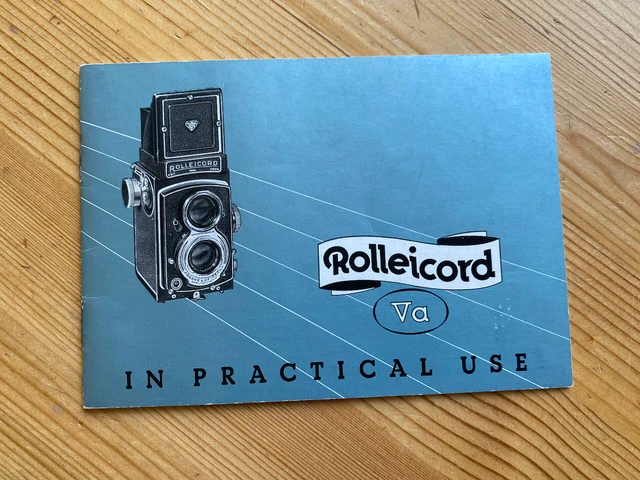 ROLLEICORD
Rolleicord
Va
IN PRACTICAL USE